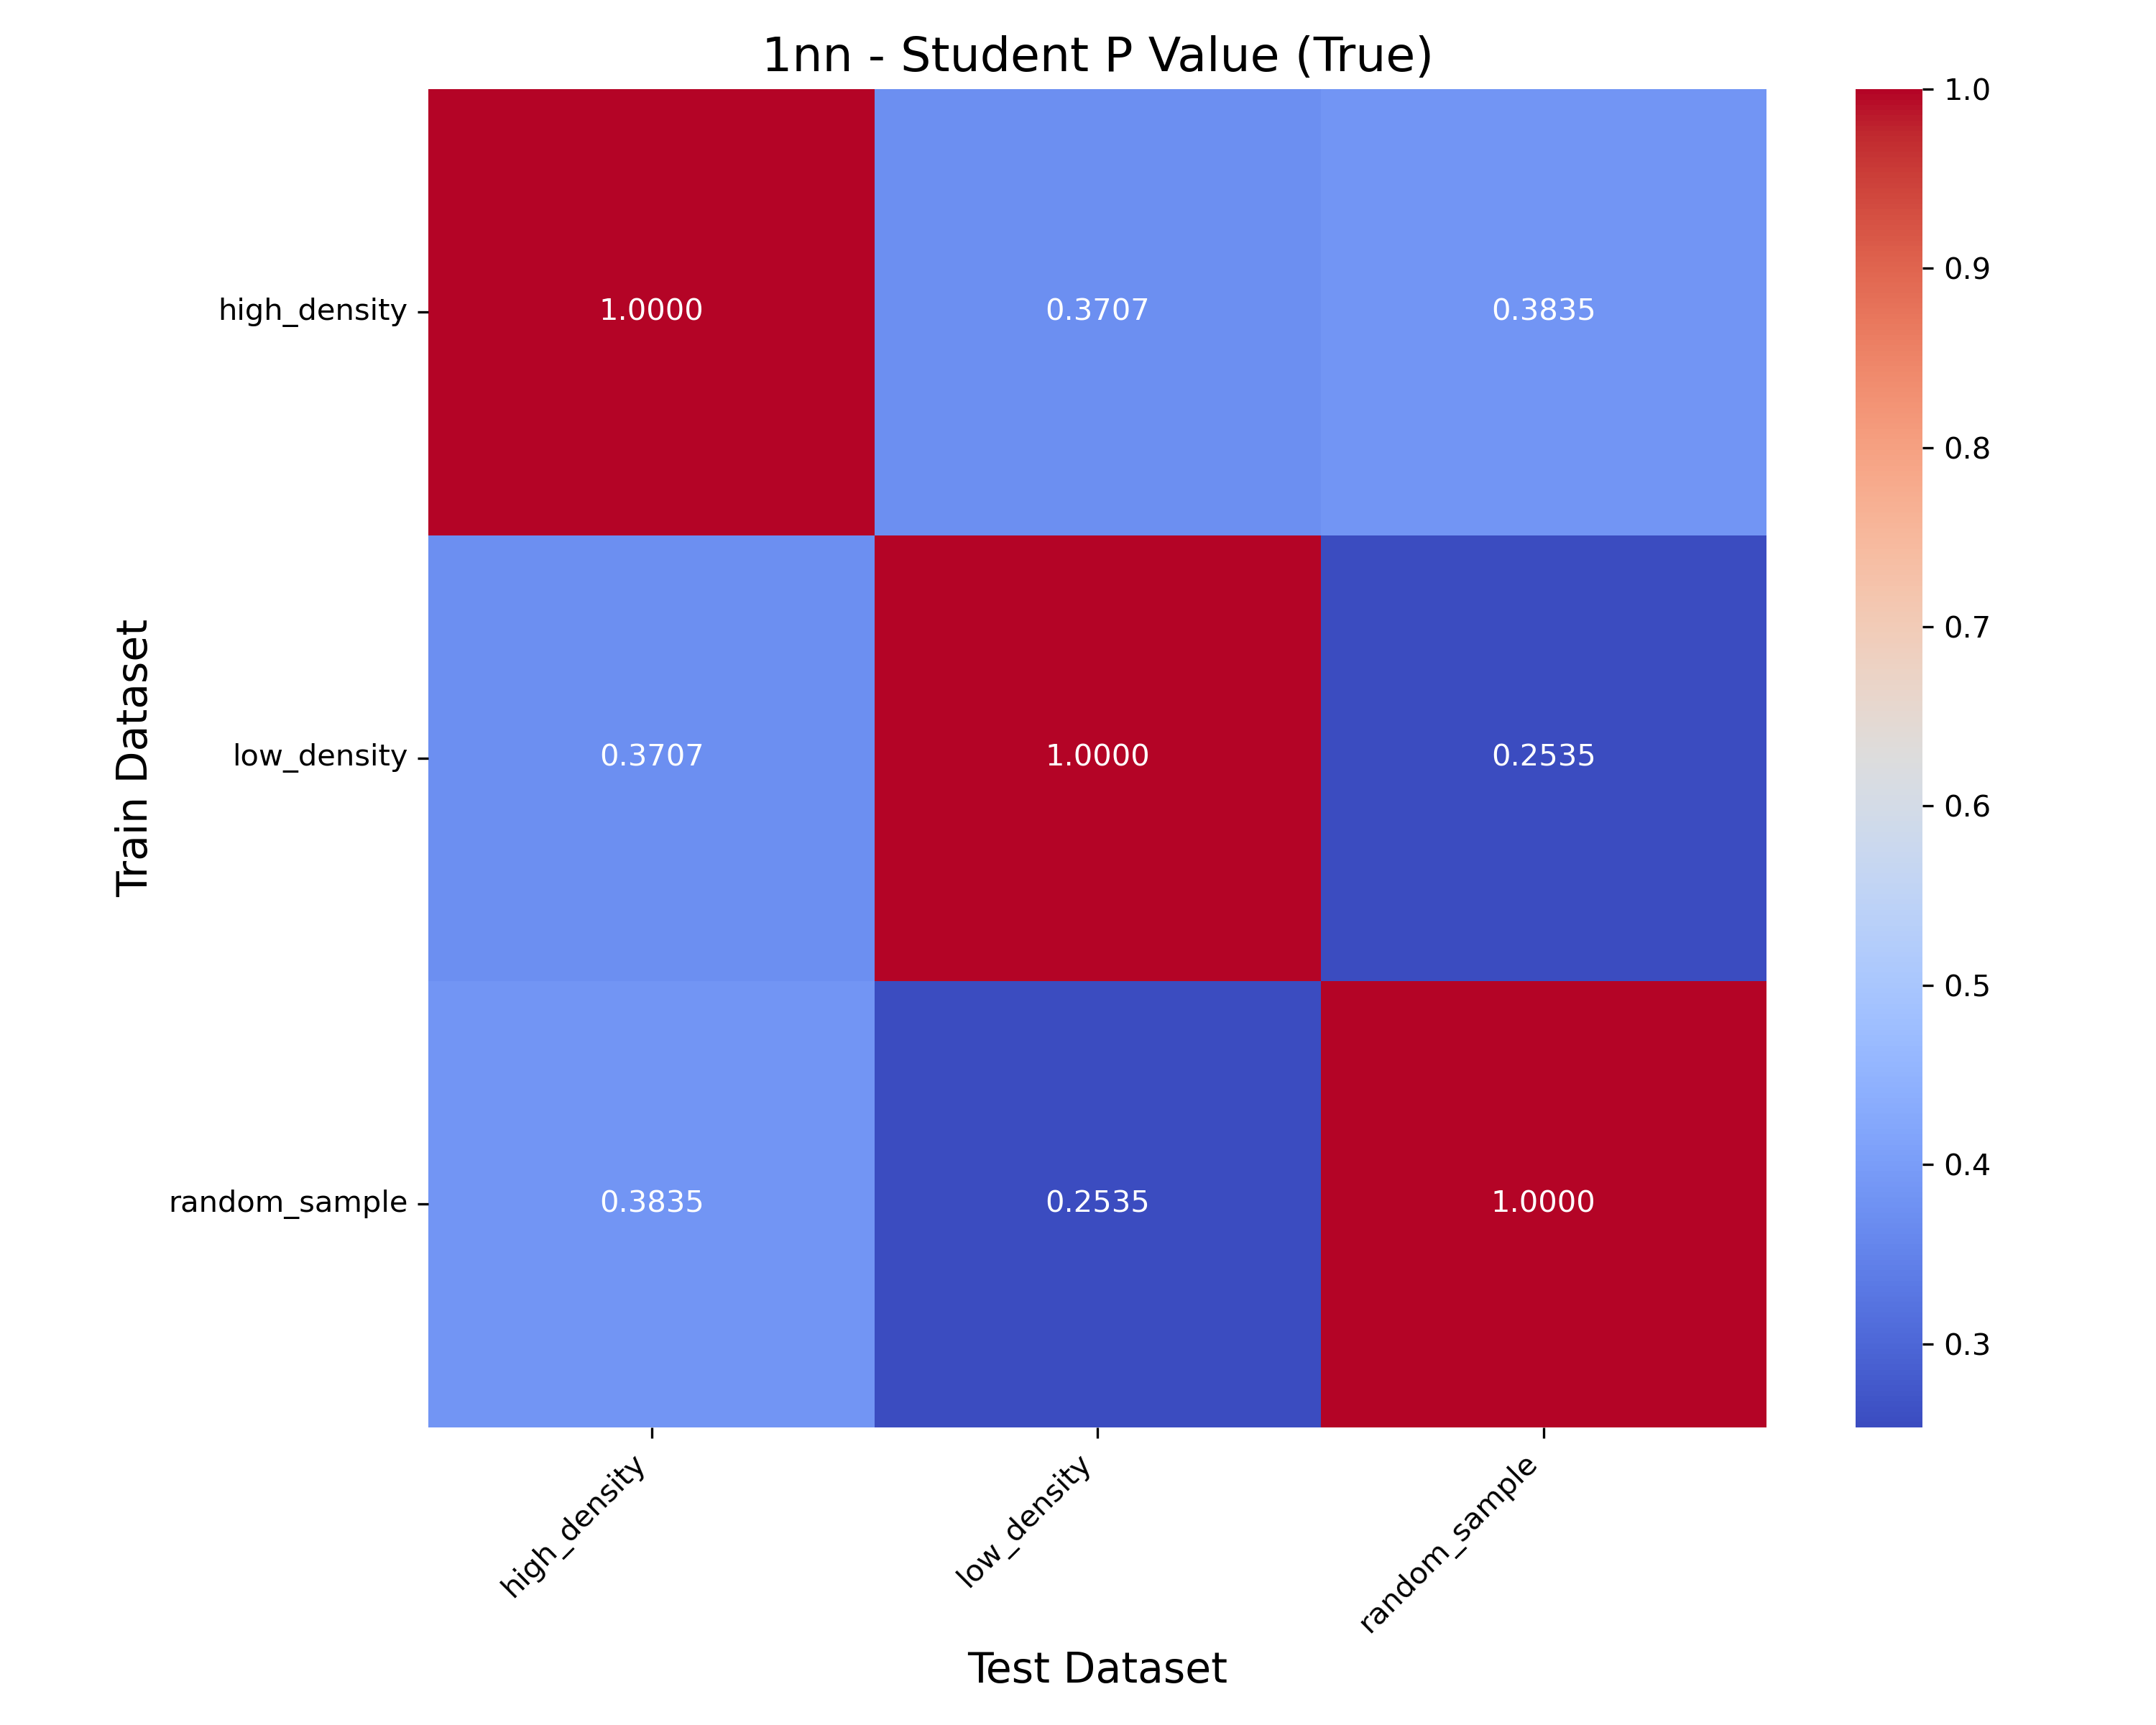 1nn - Student P Value (True)
Train Dataset
high_density
low_density
random_sample
1.0000 0.3707 0.3835
0.3707 1.0000 0.2535
0.3835 0.2535 1.0000
high_density
low_density
random_sample
Test Dataset
1.0
0.9
0.8
0.7
0.6
0.5
0.4
0.3